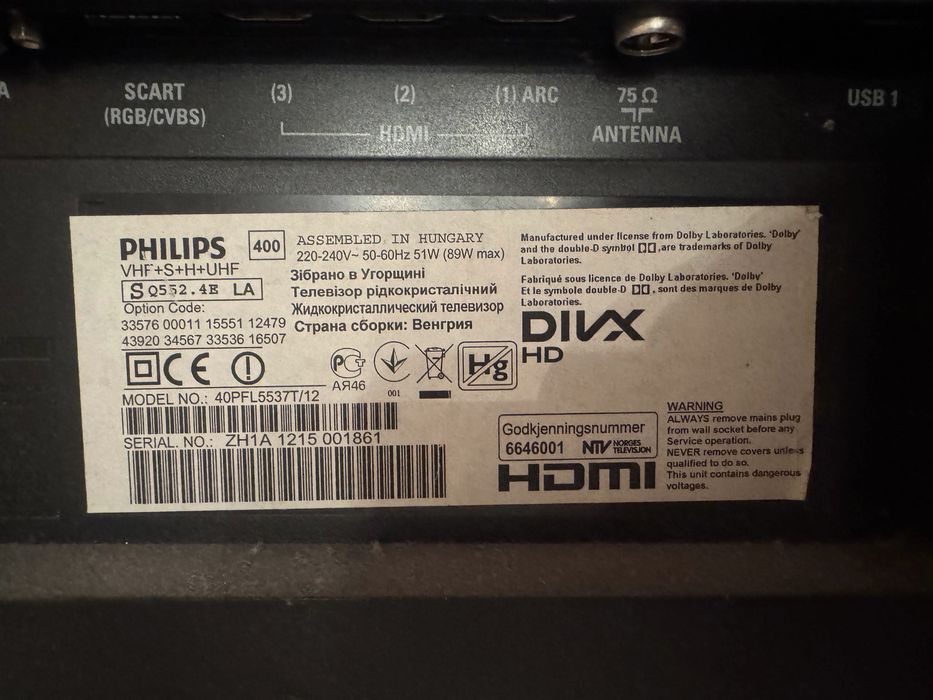 A
SCART
(RGB/CVBS)
(3)
(2)
(1) ARC
HDMI
75 Ω
ANTENNA
USB 1
PHILIPS
400
VHF+S+H+UHF
S Q552.4E LA
Option Code:
33576 00011 15551 12479
43920 34567 33536 16507
ASSEMBLED IN HUNGARY
220-240V~ 50-60Hz 51W (89W max)
Зібрано в Угорщині
Телевізор рідкокристалічний
Жидкокристаллический телевизор
Страна сборки: Венгрия
CE
РСТ
АЯ46
001
Hg
MODEL NO.: 40PFL5537T/12
SERIAL. NO.: ZH1A 1215 001861
Manufactured under license from Dolby Laboratories. 'Dolby'
and the double-D symbol ,are trademarks of Dolby
Laboratories.
Fabriqué sous licence de Dolby Laboratories. 'Dolby'
Et le symbole double-D , sont des marques de Dolby
Laboratories.
DIVX
HD
Godkjenningsnummer
6646001 NTV NORGES
TELEVISJON
HDMI
WARNING
ALWAYS remove mains plug
from wall socket before any
Service operation.
NEVER remove covers unless
qualified to do so.
This unit contains dangerous
voltages.